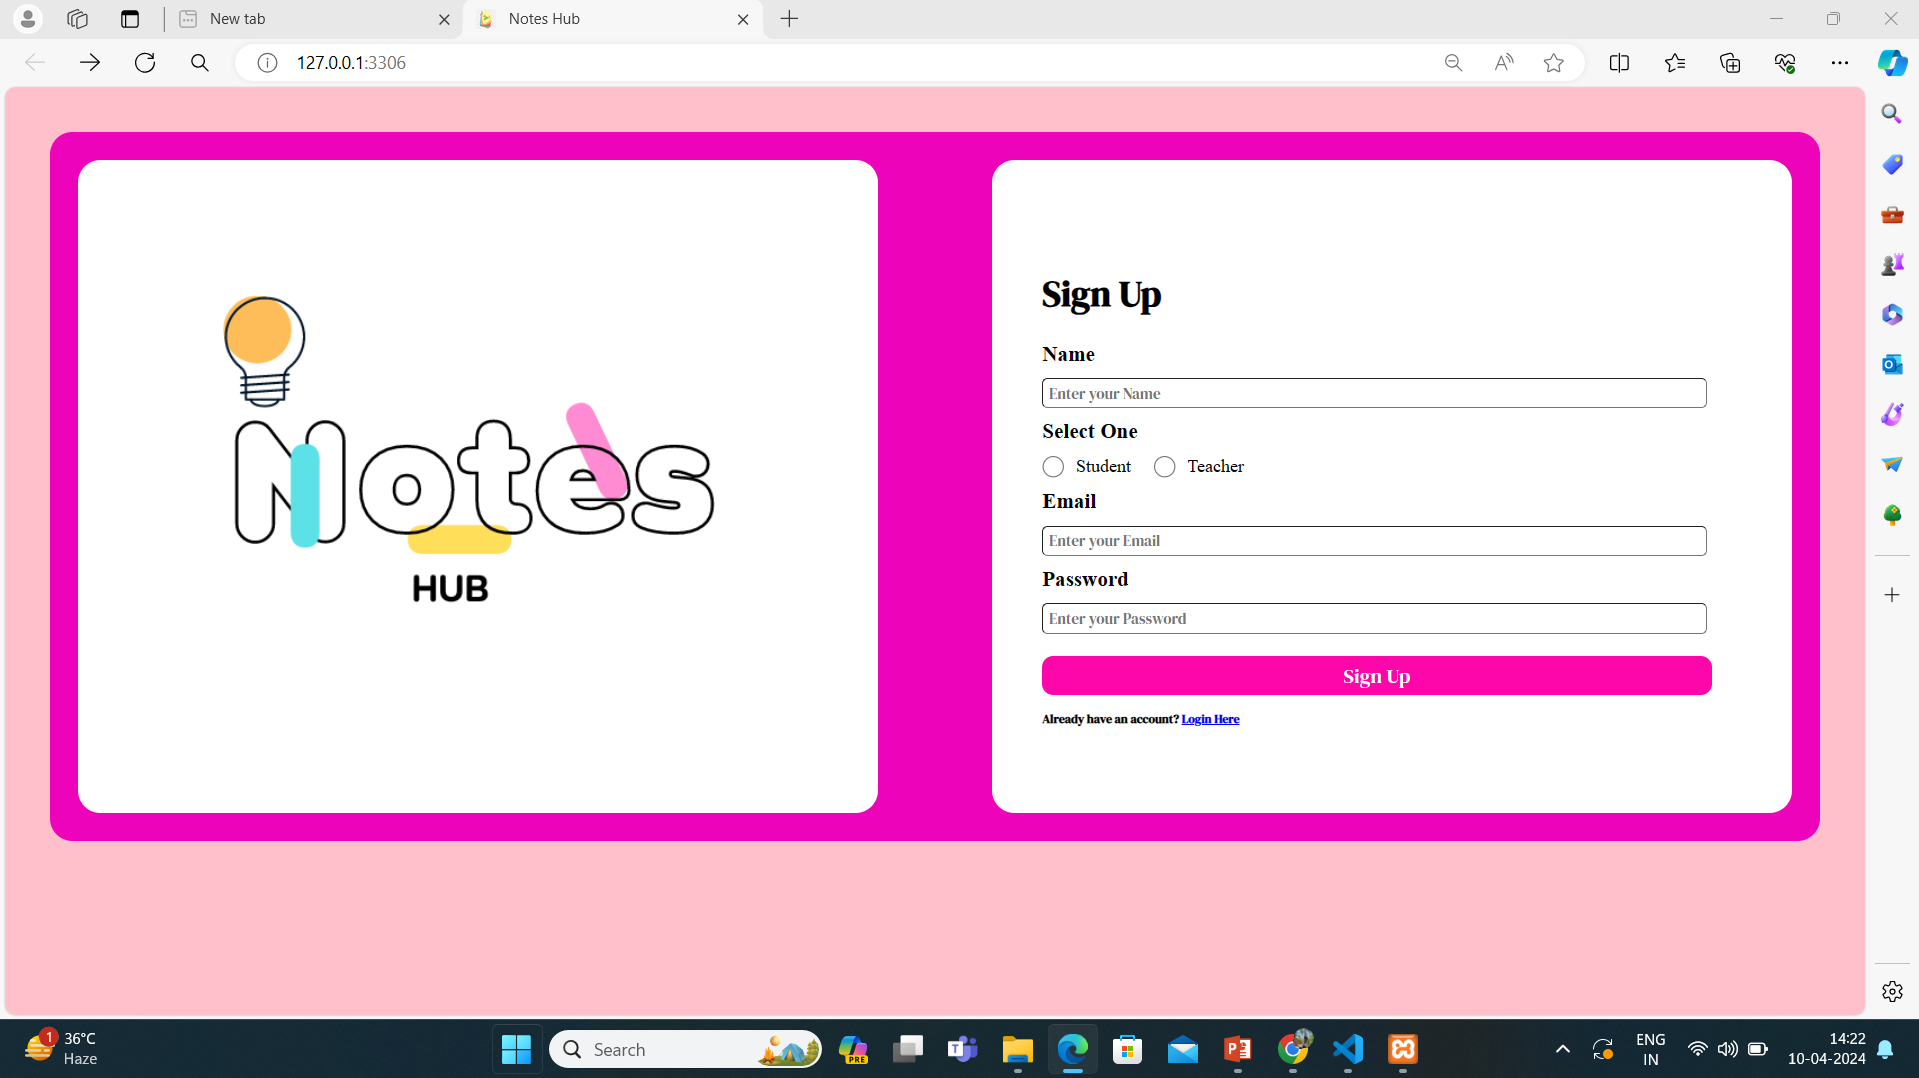 New tab
Notes Hub
127.0.0.1:3306
Notes
HUB
Sign Up
Name
Enter your Name
Select One
Student Teacher
Email
Enter your Email
Password
Enter your Password
Sign Up
Already have an account? Login Here
1
36°C
Haze
Search
PRE
ENG
IN
14:22
10-04-2024